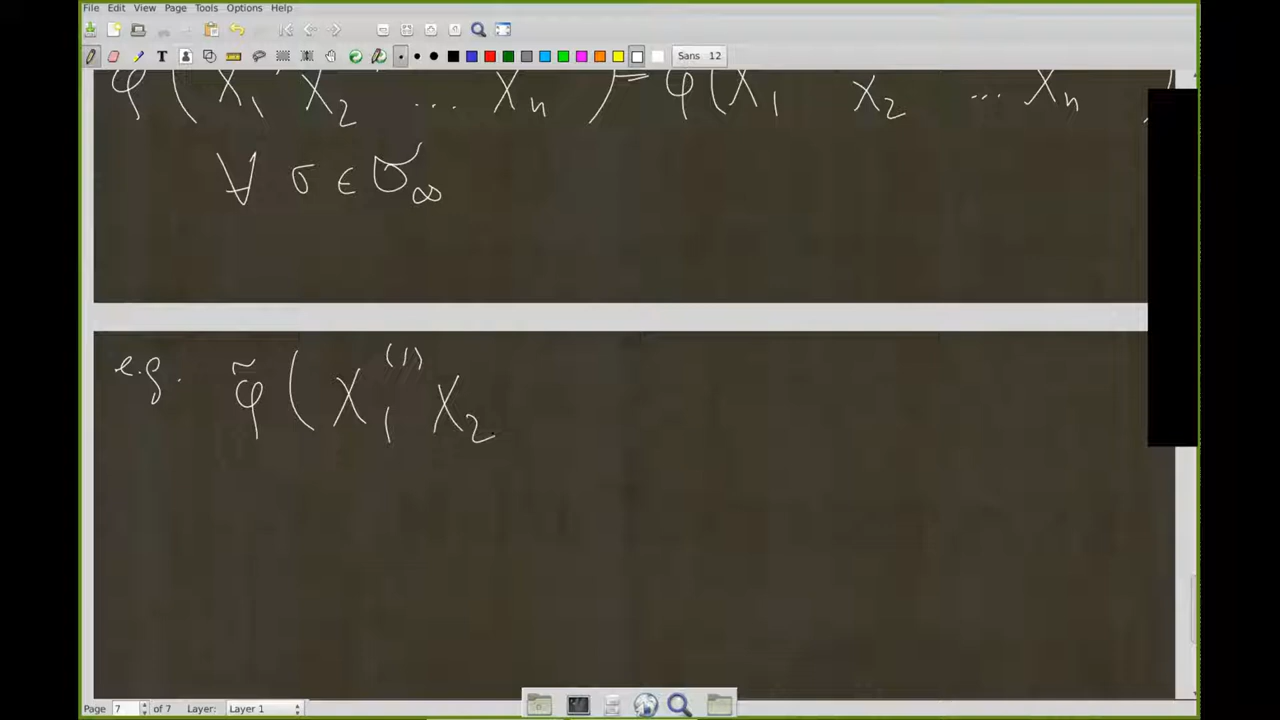 File Edit View Page Tools Options Help
Sans 12
φ ( X₁ X₂ ... Xₙ ) = φ ( X₁ X₂ ... Xₙ )
∀ σ ∈ 𝔖_∞
e.g. φ̃ ( X₁⁽¹⁾ X₂
Page 7 of 7 Layer: Layer 1